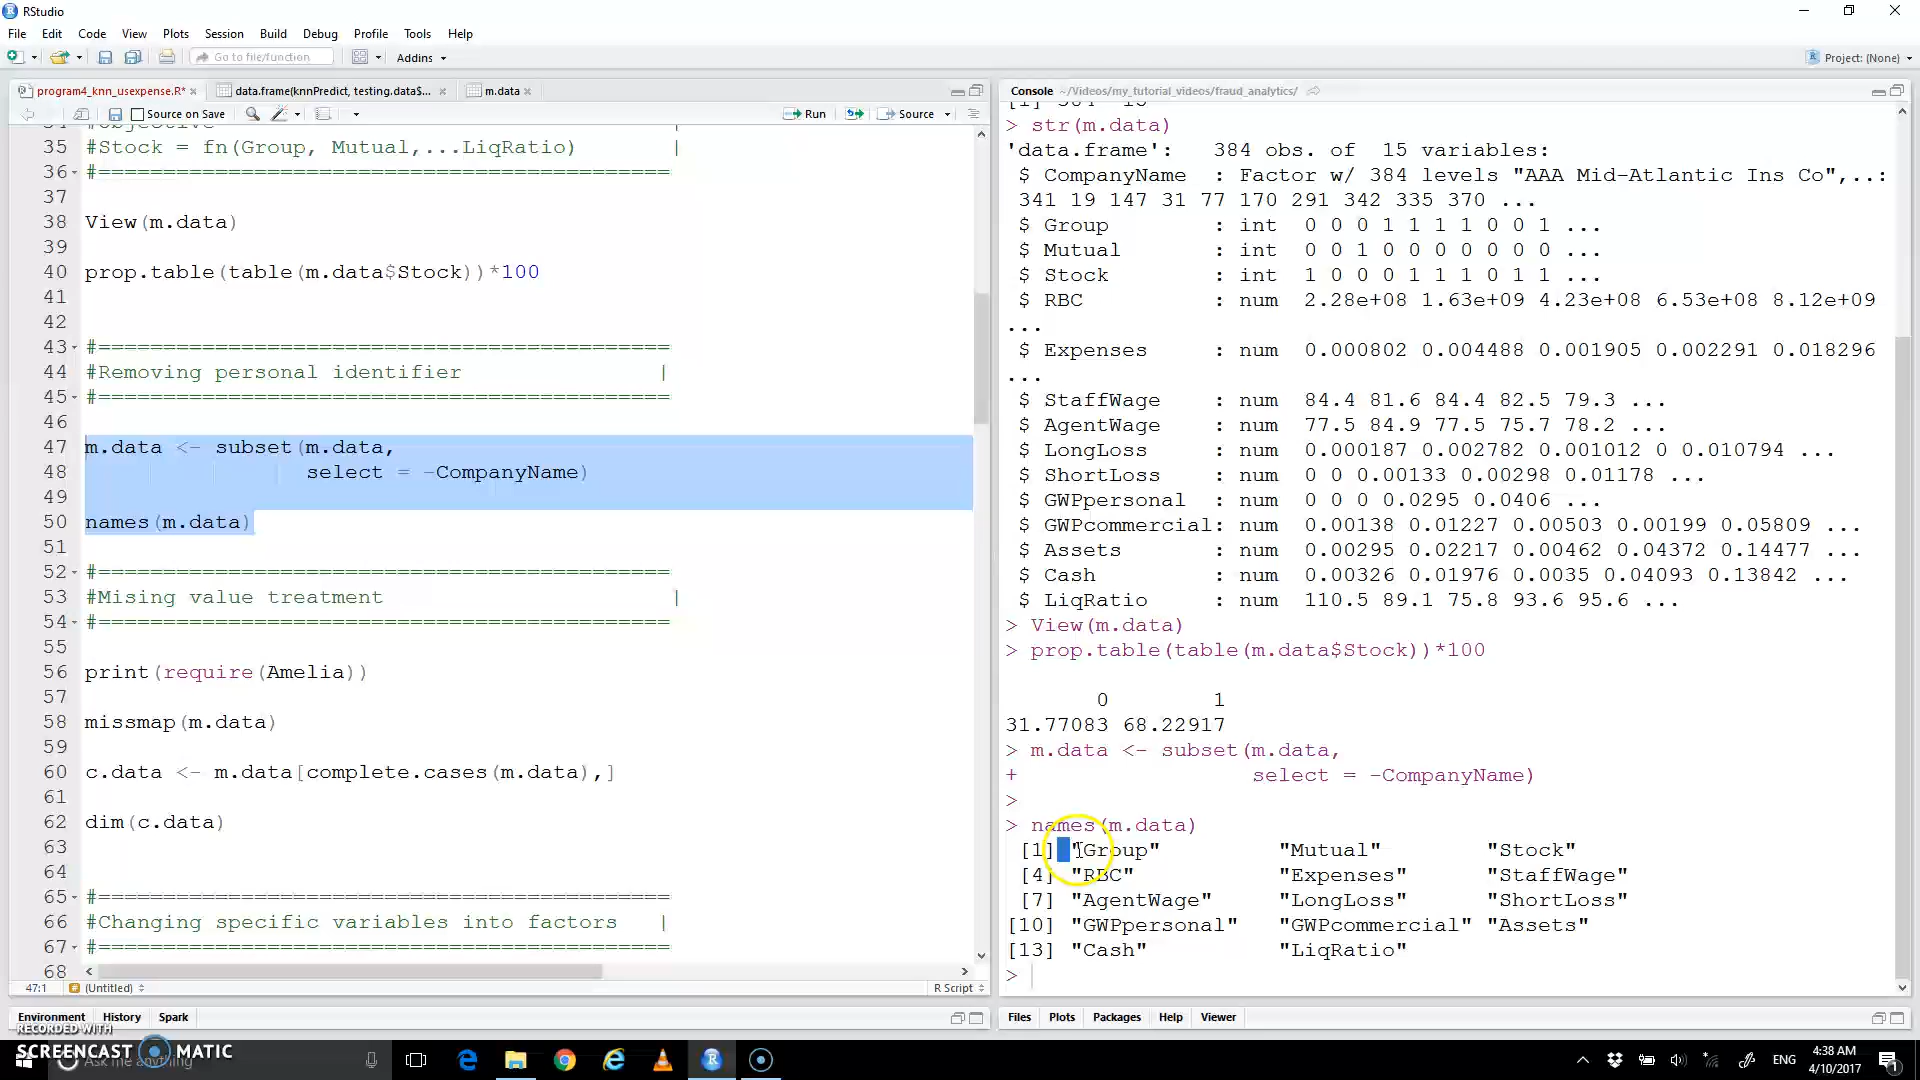 RStudio
File Edit Code View Plots Session Build Debug Profile Tools Help
Go to file/function Addins Project: (None)
program4_knn_usexpense.R* data.frame(knnPredict, testing.data$... m.data
Source on Save Run Source
35 #Stock = fn(Group, Mutual,...LiqRatio) |
36 #============================================
37
38 View(m.data)
39
40 prop.table(table(m.data$Stock))*100
41
42
43 #============================================
44 #Removing personal identifier |
45 #============================================
46
47 m.data <- subset(m.data,
48 select = -CompanyName)
49
50 names(m.data)
51
52 #============================================
53 #Mising value treatment |
54 #============================================
55
56 print(require(Amelia))
57
58 missmap(m.data)
59
60 c.data <- m.data[complete.cases(m.data),]
61
62 dim(c.data)
63
64
65 #============================================
66 #Changing specific variables into factors |
67 #============================================
68
47:1 (Untitled) R Script
Environment History Spark
Console ~/Videos/my_tutorial_videos/fraud_analytics/
> str(m.data)
'data.frame': 384 obs. of 15 variables:
$ CompanyName : Factor w/ 384 levels "AAA Mid-Atlantic Ins Co",..:
341 19 147 31 77 170 291 342 335 370 ...
$ Group : int 0 0 0 1 1 1 1 0 0 1 ...
$ Mutual : int 0 0 1 0 0 0 0 0 0 0 ...
$ Stock : int 1 0 0 0 1 1 1 0 1 1 ...
$ RBC : num 2.28e+08 1.63e+09 4.23e+08 6.53e+08 8.12e+09
...
$ Expenses : num 0.000802 0.004488 0.001905 0.002291 0.018296
...
$ StaffWage : num 84.4 81.6 84.4 82.5 79.3 ...
$ AgentWage : num 77.5 84.9 77.5 75.7 78.2 ...
$ LongLoss : num 0.000187 0.002782 0.001012 0 0.010794 ...
$ ShortLoss : num 0 0 0.00133 0.00298 0.01178 ...
$ GWPpersonal : num 0 0 0 0.0295 0.0406 ...
$ GWPcommercial: num 0.00138 0.01227 0.00503 0.00199 0.05809 ...
$ Assets : num 0.00295 0.02217 0.00462 0.04372 0.14477 ...
$ Cash : num 0.00326 0.01976 0.0035 0.04093 0.13842 ...
$ LiqRatio : num 110.5 89.1 75.8 93.6 95.6 ...
> View(m.data)
> prop.table(table(m.data$Stock))*100
0 1
31.77083 68.22917
> m.data <- subset(m.data,
+ select = -CompanyName)
>
> names(m.data)
[1] "Group" "Mutual" "Stock"
[4] "RBC" "Expenses" "StaffWage"
[7] "AgentWage" "LongLoss" "ShortLoss"
[10] "GWPpersonal" "GWPcommercial" "Assets"
[13] "Cash" "LiqRatio"
>
Files Plots Packages Help Viewer
RECORDED WITH
SCREENCAST MATIC
Ask me anything
ENG
4:38 AM
4/10/2017